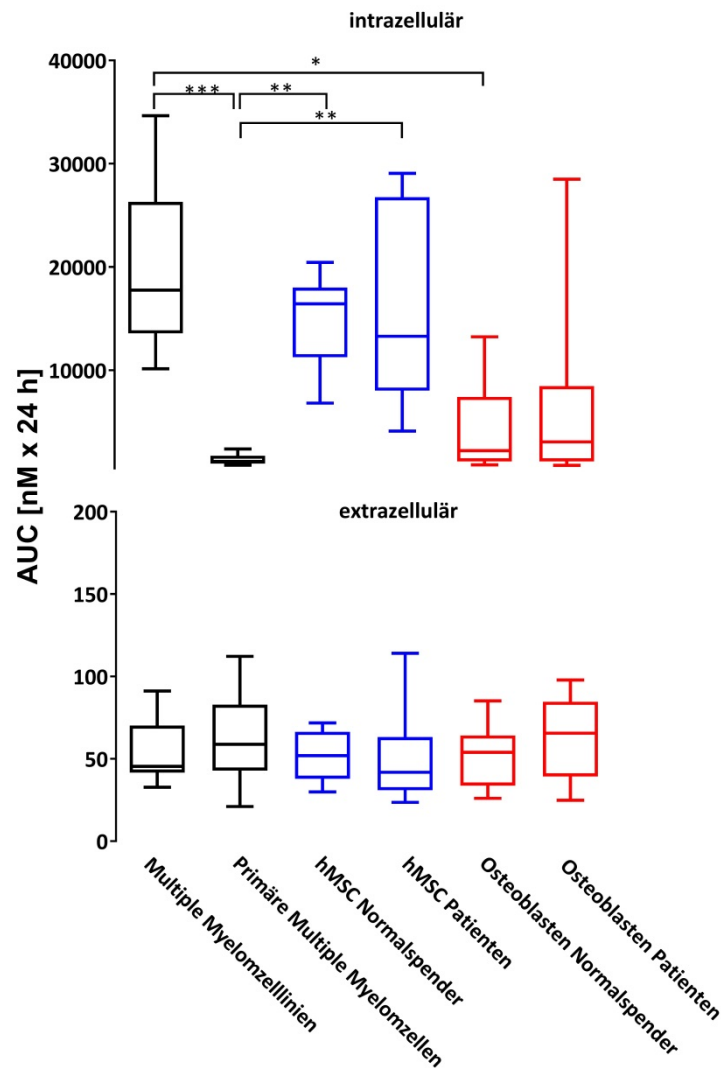 intrazellulär
40000
30000
20000
10000
*
***
**
**
AUC [nM x 24 h]
extrazellulär
200
150
100
50
0
Multiple Myelomzelllinien
Primäre Multiple Myelomzellen
hMSC Normalspender
hMSC Patienten
Osteoblasten Normalspender
Osteoblasten Patienten